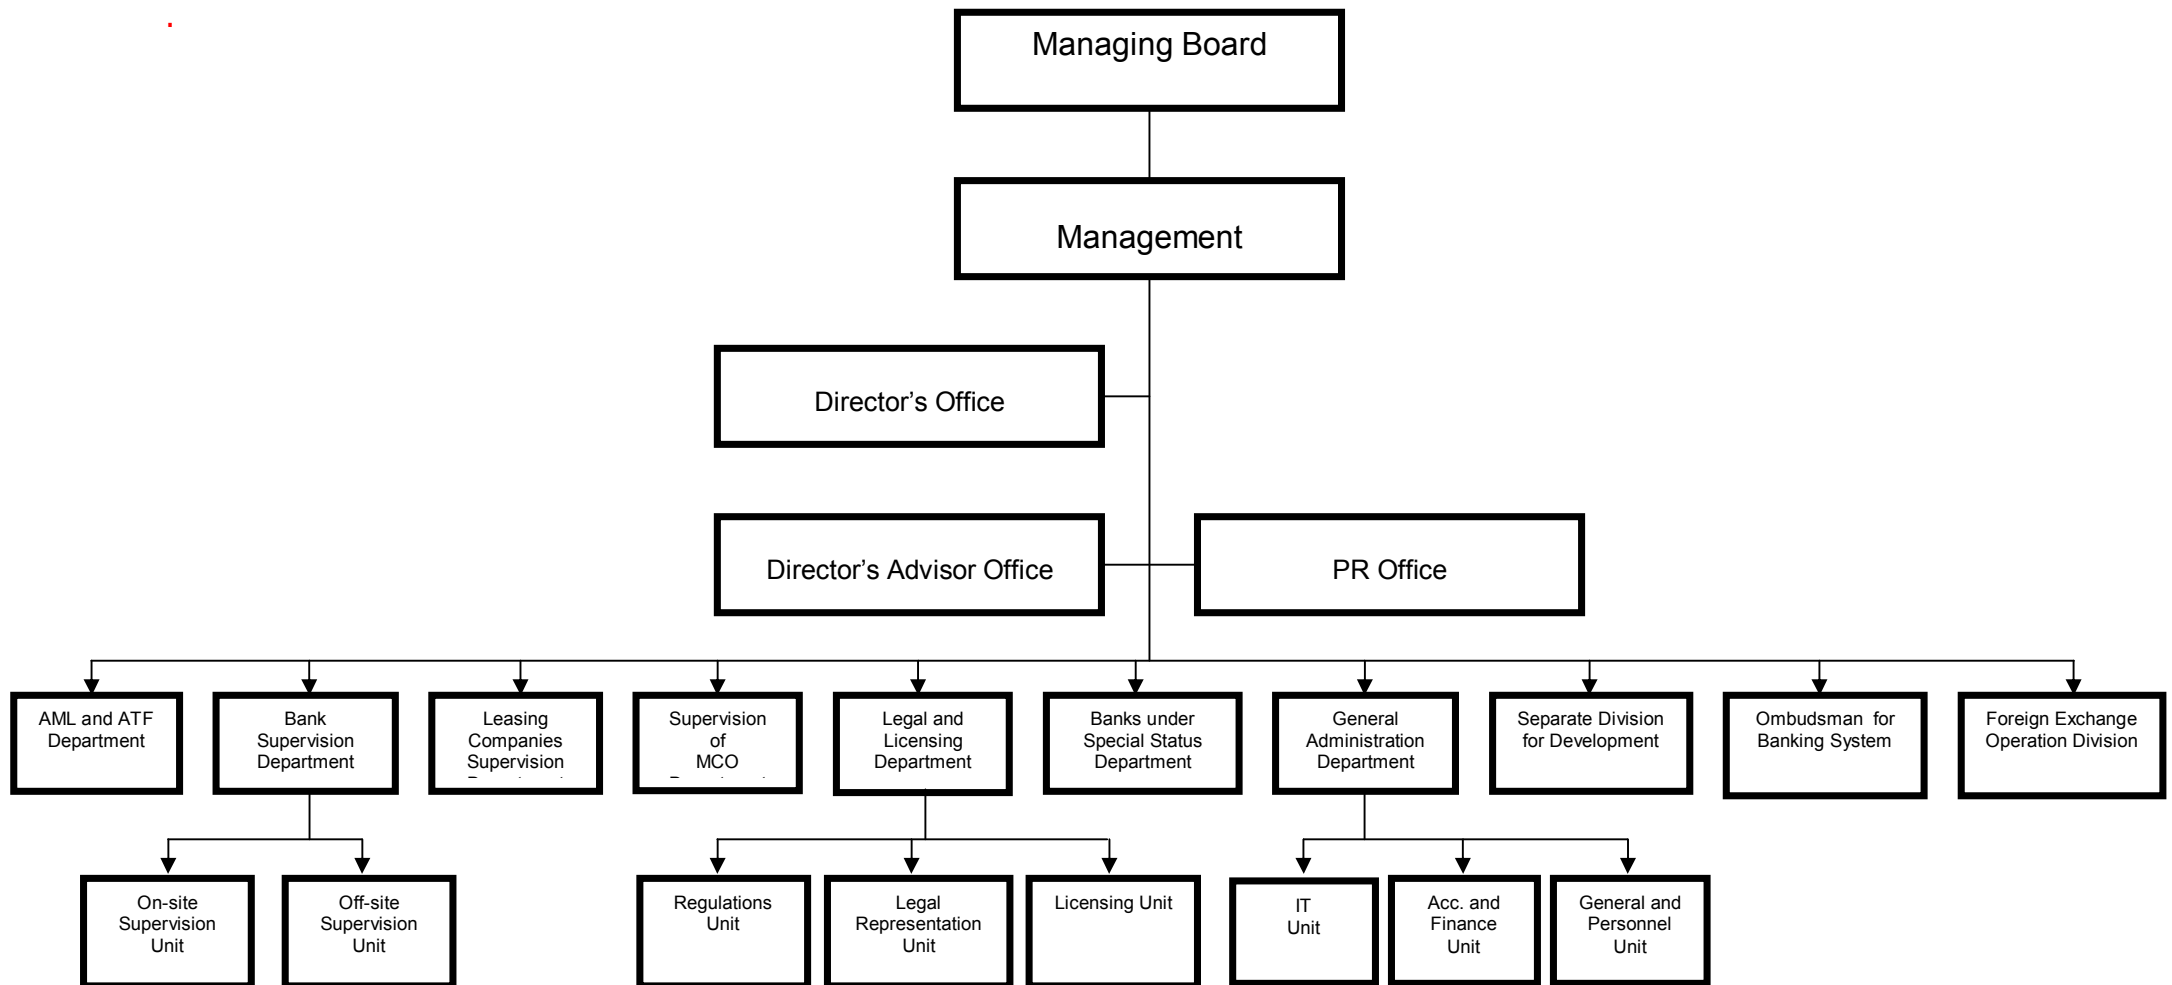 Managing Board
Management
Director’s Office
Director’s Advisor Office
PR Office
AML and ATF
Department
Bank
Supervision
Department
Leasing
Companies
Supervision
Supervision
of
MCO
Legal and
Licensing
Department
Banks under
Special Status
Department
General
Administration
Department
Separate Division
for Development
Ombudsman for
Banking System
Foreign Exchange
Operation Division
On-site
Supervision
Unit
Off-site
Supervision
Unit
Regulations
Unit
Legal
Representation
Unit
Licensing Unit
IT
Unit
Acc. and
Finance
Unit
General and
Personnel
Unit